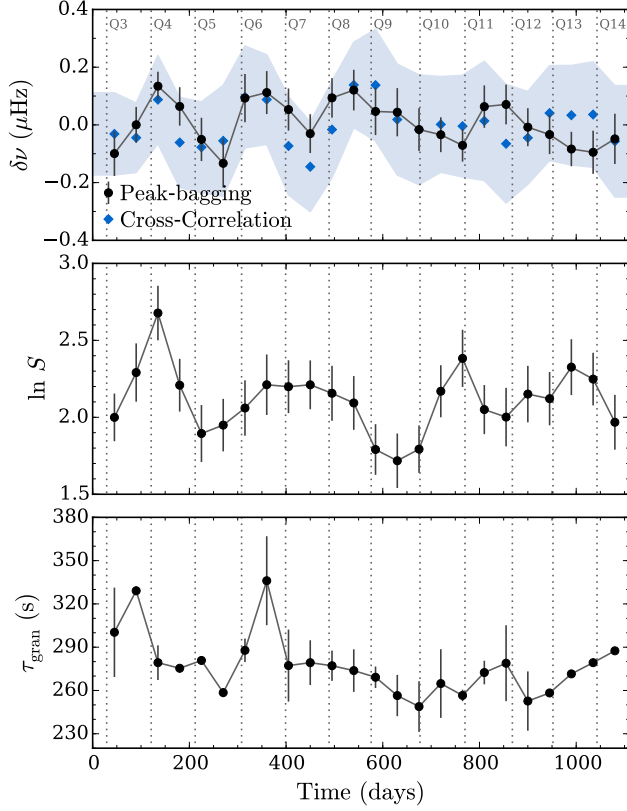 Q3 Q4 Q5 Q6 Q7 Q8 Q9 Q10 Q11 Q12 Q13 Q14
0.4
0.2
0.0
−0.2
−0.4
δν (μHz)
Peak-bagging
Cross-Correlation
3.0
2.5
2.0
1.5
ln S
380
350
320
290
260
230
τgran (s)
0 200 400 600 800 1000
Time (days)